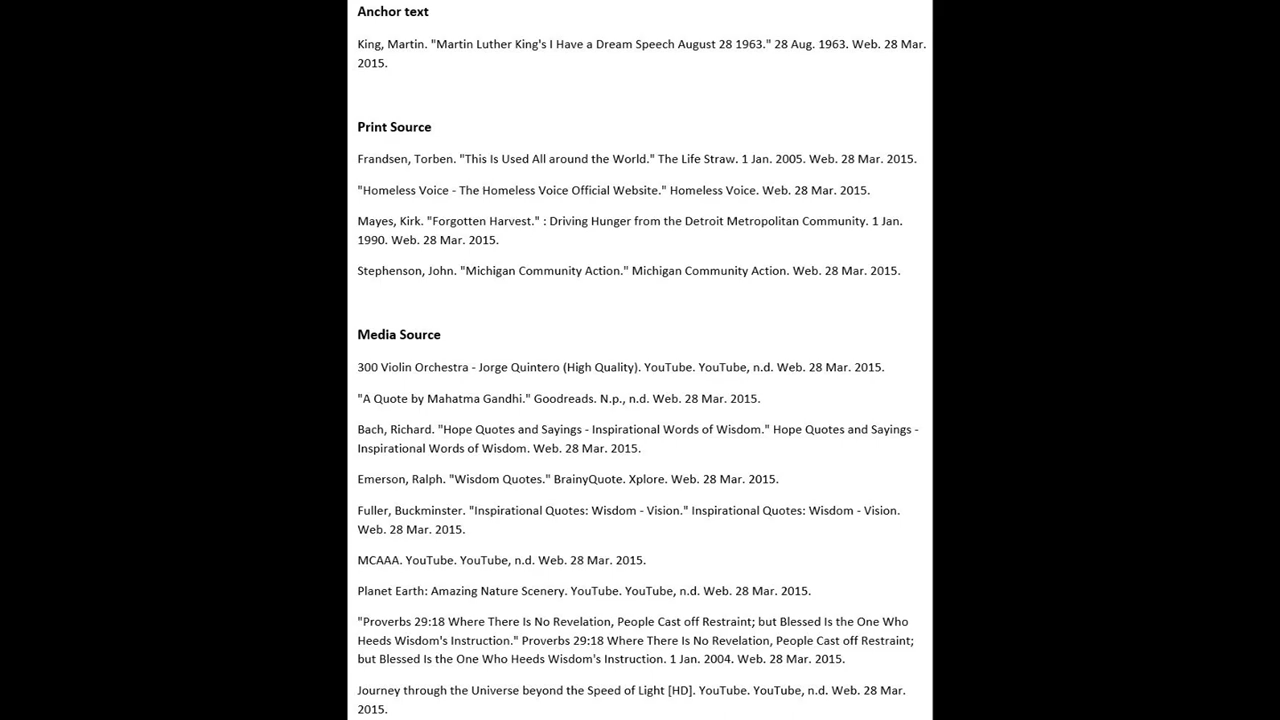 Anchor text
King, Martin. "Martin Luther King's I Have a Dream Speech August 28 1963." 28 Aug. 1963. Web. 28 Mar.
2015.
Print Source
Frandsen, Torben. "This Is Used All around the World." The Life Straw. 1 Jan. 2005. Web. 28 Mar. 2015.
"Homeless Voice - The Homeless Voice Official Website." Homeless Voice. Web. 28 Mar. 2015.
Mayes, Kirk. "Forgotten Harvest." : Driving Hunger from the Detroit Metropolitan Community. 1 Jan.
1990. Web. 28 Mar. 2015.
Stephenson, John. "Michigan Community Action." Michigan Community Action. Web. 28 Mar. 2015.
Media Source
300 Violin Orchestra - Jorge Quintero (High Quality). YouTube. YouTube, n.d. Web. 28 Mar. 2015.
"A Quote by Mahatma Gandhi." Goodreads. N.p., n.d. Web. 28 Mar. 2015.
Bach, Richard. "Hope Quotes and Sayings - Inspirational Words of Wisdom." Hope Quotes and Sayings -
Inspirational Words of Wisdom. Web. 28 Mar. 2015.
Emerson, Ralph. "Wisdom Quotes." BrainyQuote. Xplore. Web. 28 Mar. 2015.
Fuller, Buckminster. "Inspirational Quotes: Wisdom - Vision." Inspirational Quotes: Wisdom - Vision.
Web. 28 Mar. 2015.
MCAAA. YouTube. YouTube, n.d. Web. 28 Mar. 2015.
Planet Earth: Amazing Nature Scenery. YouTube. YouTube, n.d. Web. 28 Mar. 2015.
"Proverbs 29:18 Where There Is No Revelation, People Cast off Restraint; but Blessed Is the One Who
Heeds Wisdom's Instruction." Proverbs 29:18 Where There Is No Revelation, People Cast off Restraint;
but Blessed Is the One Who Heeds Wisdom's Instruction. 1 Jan. 2004. Web. 28 Mar. 2015.
Journey through the Universe beyond the Speed of Light [HD]. YouTube. YouTube, n.d. Web. 28 Mar.
2015.